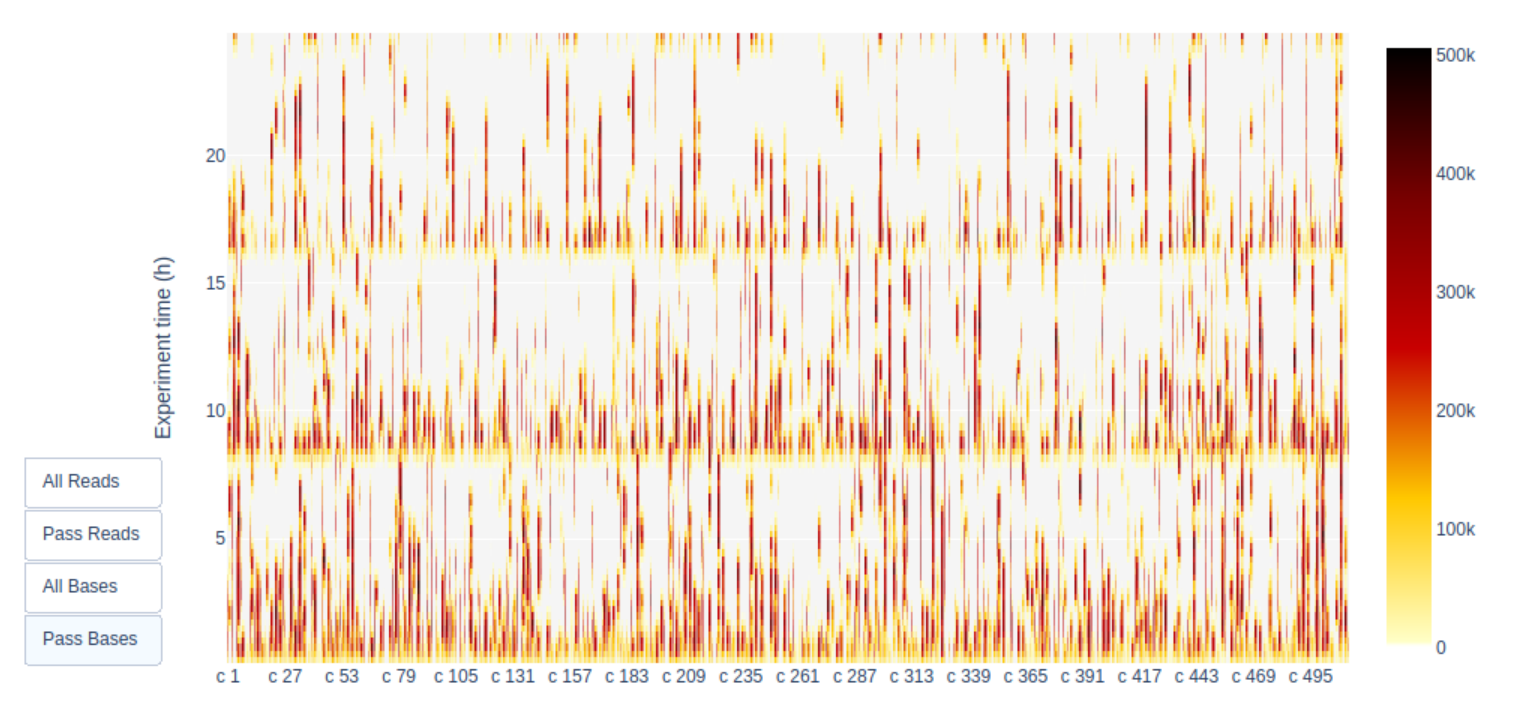 500k
400k
300k
200k
100k
0
Experiment time (h)
20
15
10
5
All Reads
Pass Reads
All Bases
Pass Bases
c 1 c 27 c 53 c 79 c 105 c 131 c 157 c 183 c 209 c 235 c 261 c 287 c 313 c 339 c 365 c 391 c 417 c 443 c 469 c 495